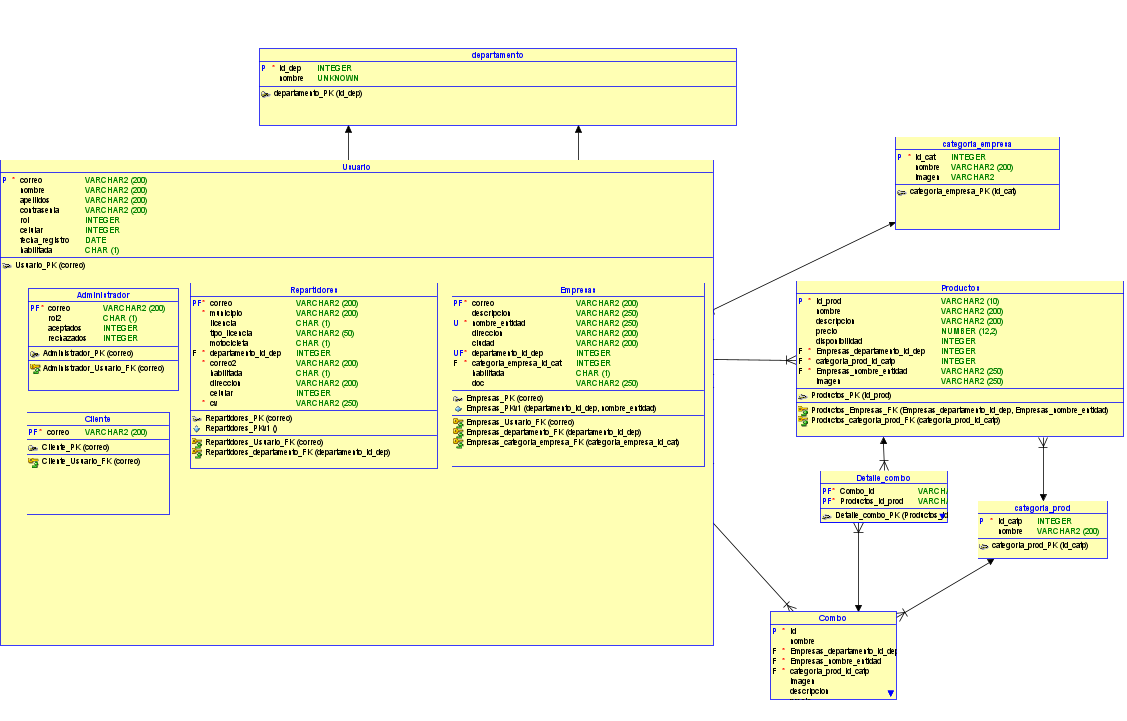 departamento
P * id_dep INTEGER
nombre UNKNOWN
departamento_PK (id_dep)
Usuario
P * correo VARCHAR2 (200)
nombre VARCHAR2 (200)
apellidos VARCHAR2 (200)
contrasenia VARCHAR2 (200)
rol INTEGER
celular INTEGER
fecha_registro DATE
habilitada CHAR (1)
Usuario_PK (correo)
Administrador
PF * correo VARCHAR2 (200)
rol2 CHAR (1)
aceptados INTEGER
rechazados INTEGER
Administrador_PK (correo)
Administrador_Usuario_FK (correo)
Cliente
PF * correo VARCHAR2 (200)
Cliente_PK (correo)
Cliente_Usuario_FK (correo)
Repartidores
PF * correo VARCHAR2 (200)
* municipio VARCHAR2 (200)
licencia CHAR (1)
tipo_licencia VARCHAR2 (50)
motocicleta CHAR (1)
F * departamento_id_dep INTEGER
* correo2 VARCHAR2 (200)
habilitada CHAR (1)
direccion VARCHAR2 (200)
celular INTEGER
* cv VARCHAR2 (250)
Repartidores_PK (correo)
Repartidores_PKv1 ()
Repartidores_Usuario_FK (correo)
Repartidores_departamento_FK (departamento_id_dep)
Empresas
PF * correo VARCHAR2 (200)
descripcion VARCHAR2 (250)
U * nombre_entidad VARCHAR2 (250)
direccion VARCHAR2 (200)
ciudad VARCHAR2 (200)
UF * departamento_id_dep INTEGER
F * categoria_empresa_id_cat INTEGER
habilitada CHAR (1)
doc VARCHAR2 (250)
Empresas_PK (correo)
Empresas_PKv1 (departamento_id_dep, nombre_entidad)
Empresas_Usuario_FK (correo)
Empresas_departamento_FK (departamento_id_dep)
Empresas_categoria_empresa_FK (categoria_empresa_id_cat)
categoria_empresa
P * id_cat INTEGER
nombre VARCHAR2 (200)
imagen VARCHAR2
categoria_empresa_PK (id_cat)
Productos
P * id_prod VARCHAR2 (10)
nombre VARCHAR2 (200)
descripcion VARCHAR2 (200)
precio NUMBER (12,2)
disponibilidad INTEGER
F * Empresas_departamento_id_dep INTEGER
F * categoria_prod_id_catp INTEGER
F * Empresas_nombre_entidad VARCHAR2 (250)
imagen VARCHAR2 (250)
Productos_PK (id_prod)
Productos_Empresas_FK (Empresas_departamento_id_dep, Empresas_nombre_entidad)
Productos_categoria_prod_FK (categoria_prod_id_catp)
Detalle_combo
PF * Combo_id VARCH
PF * Productos_id_prod VARCH
Detalle_combo_PK (Productos_id
categoria_prod
P * id_catp INTEGER
nombre VARCHAR2 (200)
categoria_prod_PK (id_catp)
Combo
P * id
nombre
F * Empresas_departamento_id_dep
F * Empresas_nombre_entidad
F * categoria_prod_id_catp
imagen
descripcion